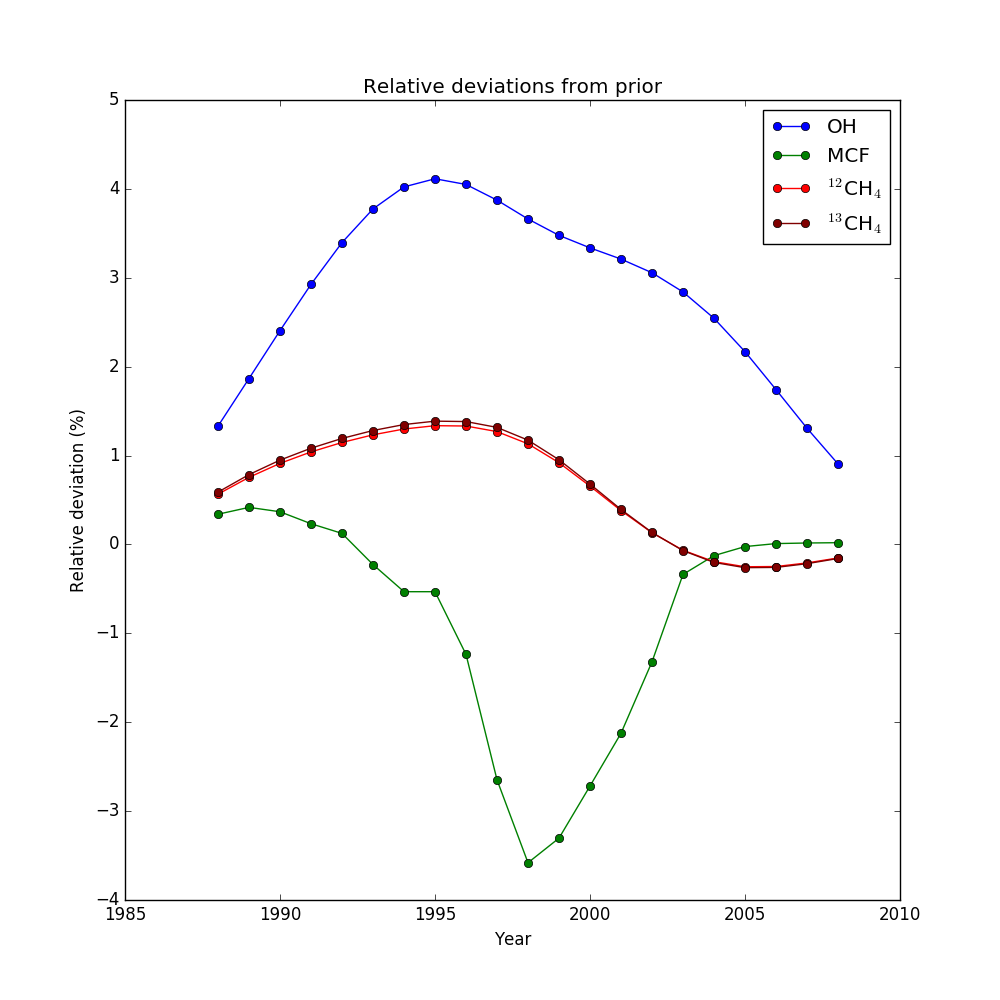 Relative deviations from prior
5
4
3
2
1
0
−1
−2
−3
−4
Relative deviation (%)
1985 1990 1995 2000 2005 2010
Year
OH
MCF
¹²CH₄
¹³CH₄